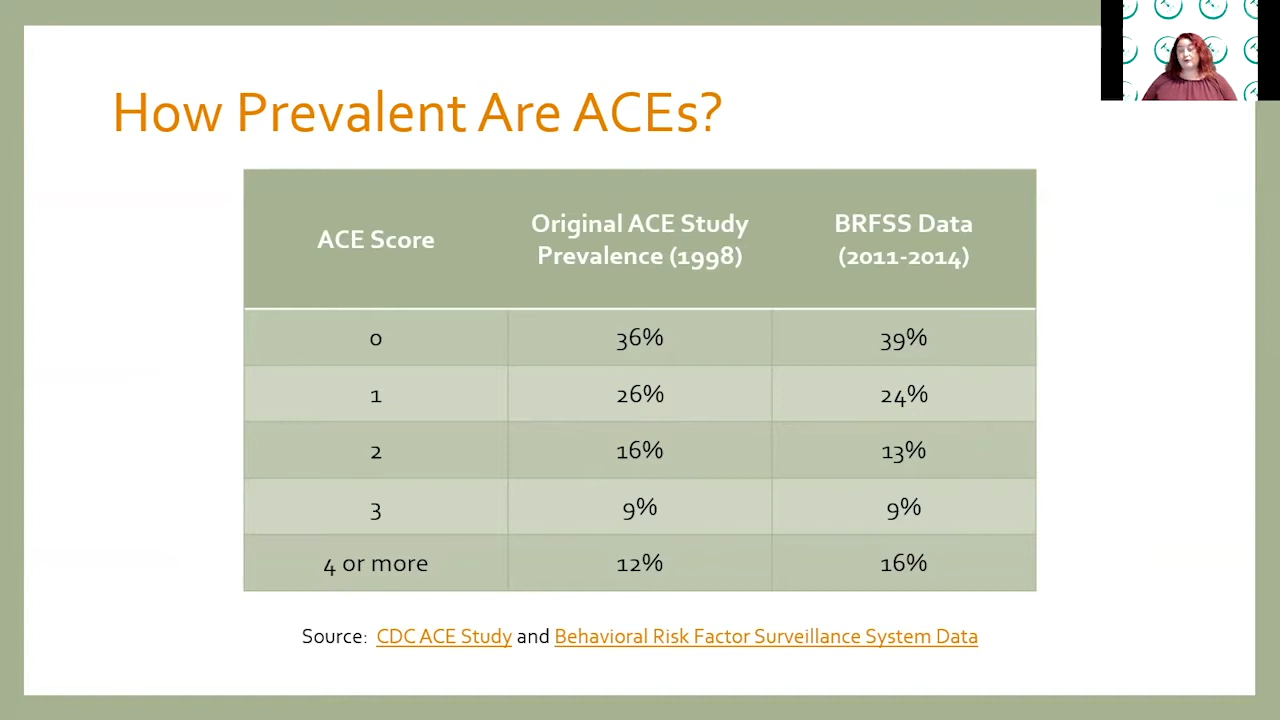 How Prevalent Are ACEs?
ACE Score
Original ACE Study
Prevalence (1998)
BRFSS Data
(2011-2014)
0 36% 39%
1 26% 24%
2 16% 13%
3 9% 9%
4 or more 12% 16%
Source: CDC ACE Study and Behavioral Risk Factor Surveillance System Data